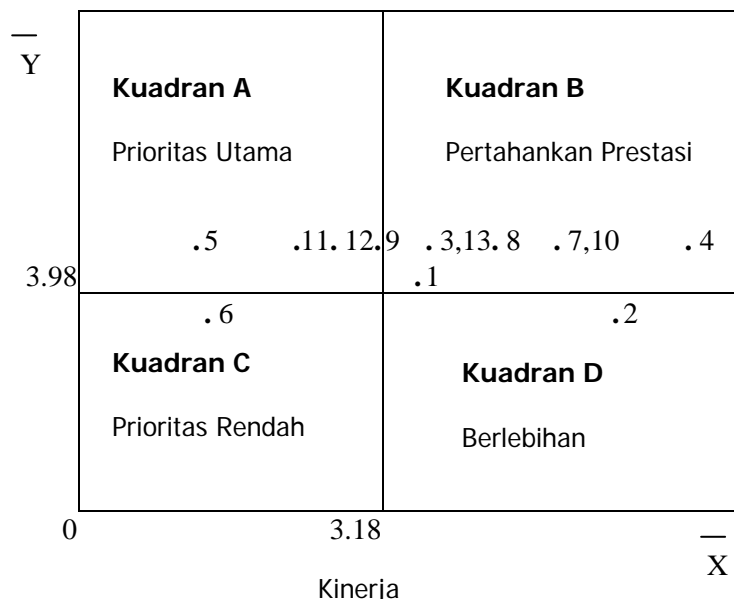 Y
Kuadran A Kuadran B
Prioritas Utama Pertahankan Prestasi
.5 .11. 12.9 . 3,13. 8 . 7,10 . 4
3.98 .1
. 6 .2
Kuadran C Kuadran D
Prioritas Rendah Berlebihan
0 3.18
X
Kinerja